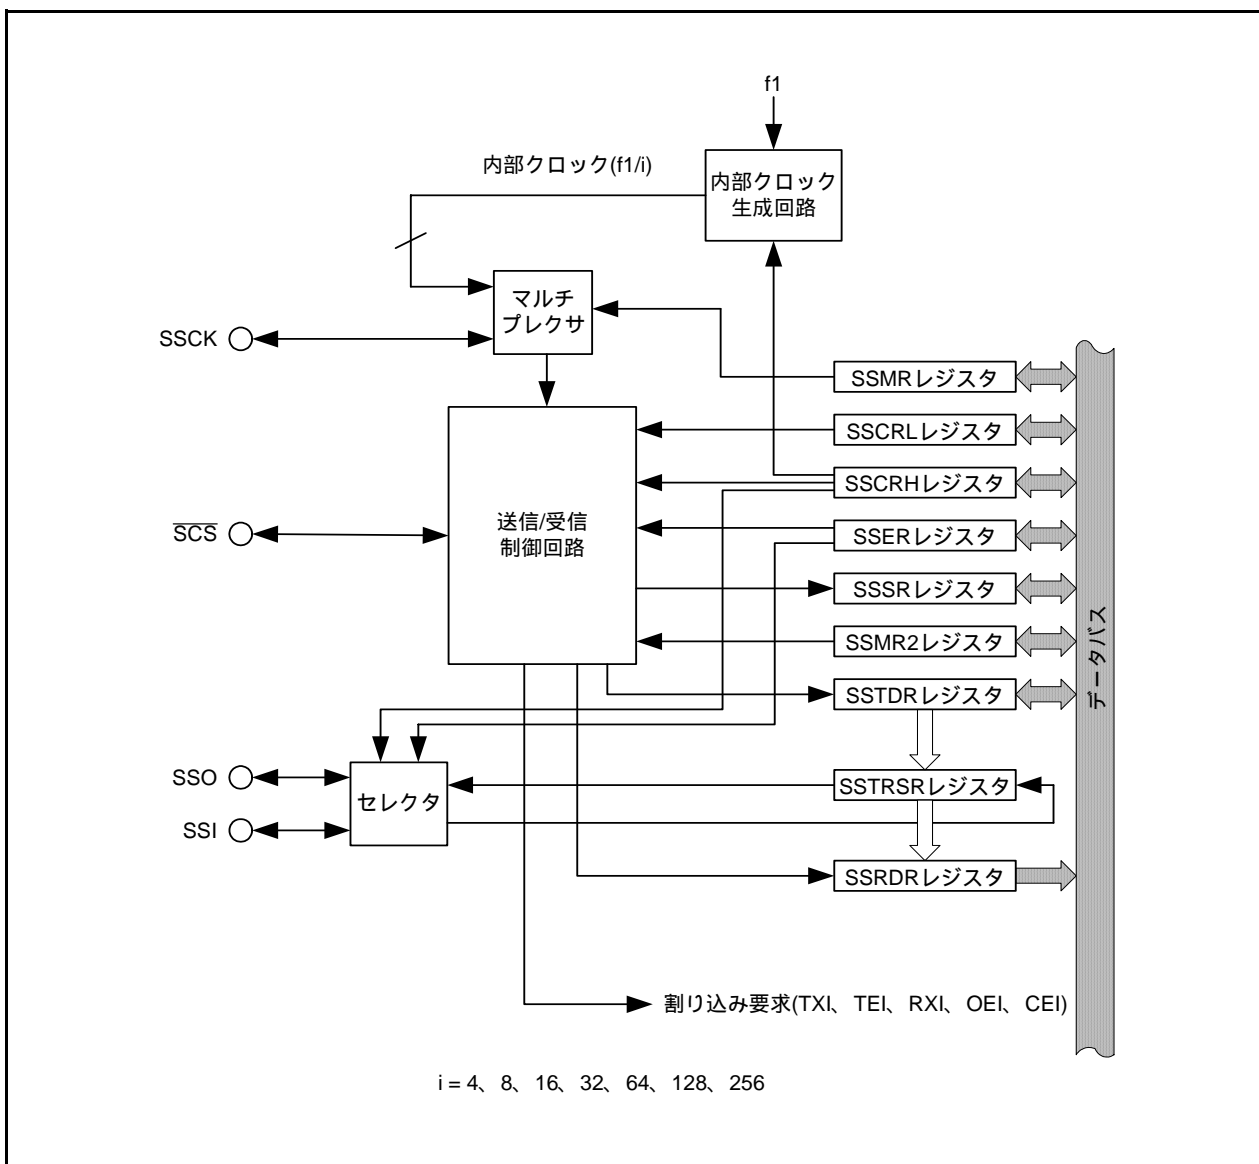 f1
内部クロック(f1/i)
内部クロック
生成回路
マルチ
プレクサ
SSCK
SSMRレジスタ
SSCRLレジスタ
SSCRHレジスタ
送信/受信
制御回路
SCS
SSERレジスタ
SSSRレジスタ
SSMR2レジスタ
データバス
SSTDRレジスタ
SSO
SSTRSRレジスタ
セレクタ
SSI
SSRDRレジスタ
割り込み要求(TXI、TEI、RXI、OEI、CEI)
i = 4、8、16、32、64、128、256